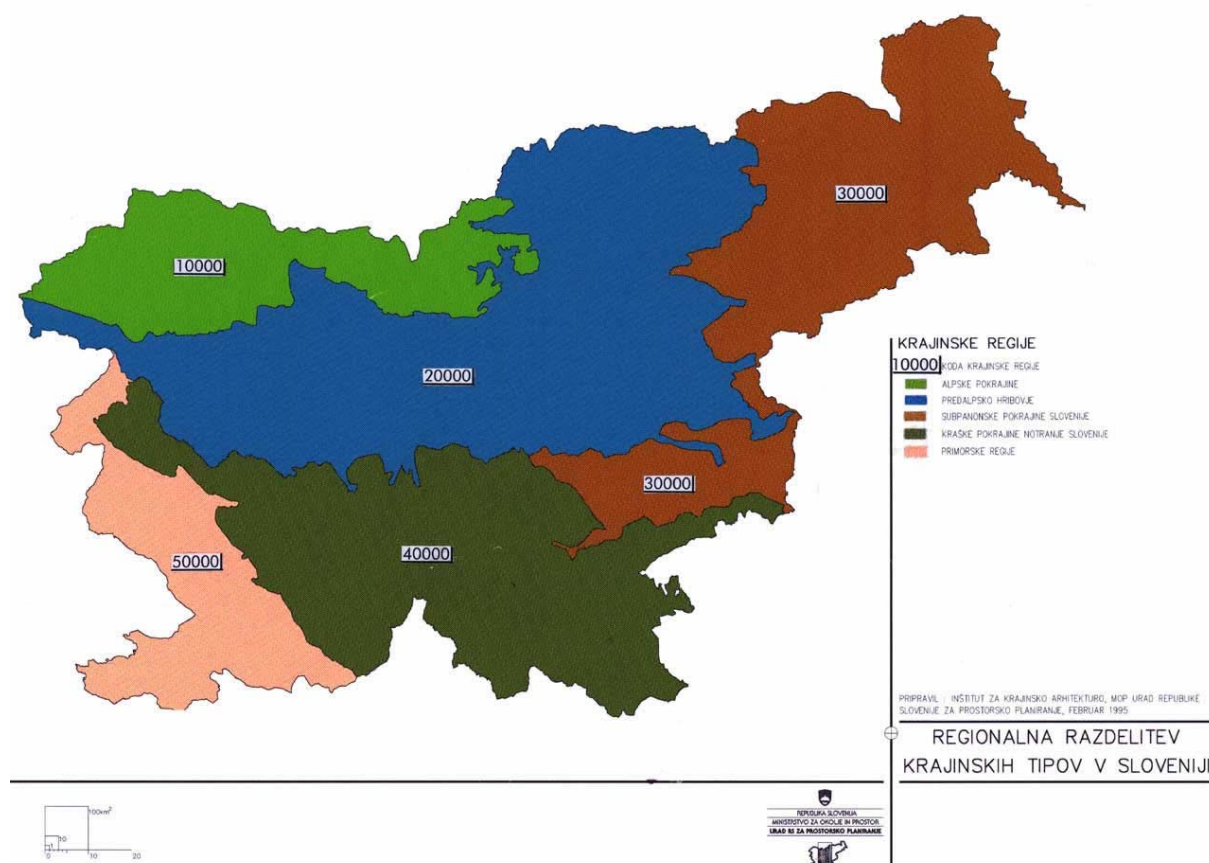 30000
10000
20000
30000
40000
50000
KRAJINSKE REGIJE
10000 KODA KRAJINSKE REGIJE
ALPSKE POKRAJINE
PREDALPSKO HRIBOVJE
SUBPANONSKE POKRAJINE SLOVENIJE
KRAŠKE POKRAJINE NOTRANJE SLOVENIJE
PRIMORSKE REGIJE
PRIPRAVIL : INŠTITUT ZA KRAJINSKO ARHITEKTURO, MOP URAD REPUBLIKE
SLOVENIJE ZA PROSTORSKO PLANIRANJE, FEBRUAR 1995
REGIONALNA RAZDELITEV
KRAJINSKIH TIPOV V SLOVENIJI
REPUBLIKA SLOVENIJA
MINISTRSTVO ZA OKOLJE IN PROSTOR
URAD RS ZA PROSTORSKO PLANIRANJE
100km²
10
1
0 10 20